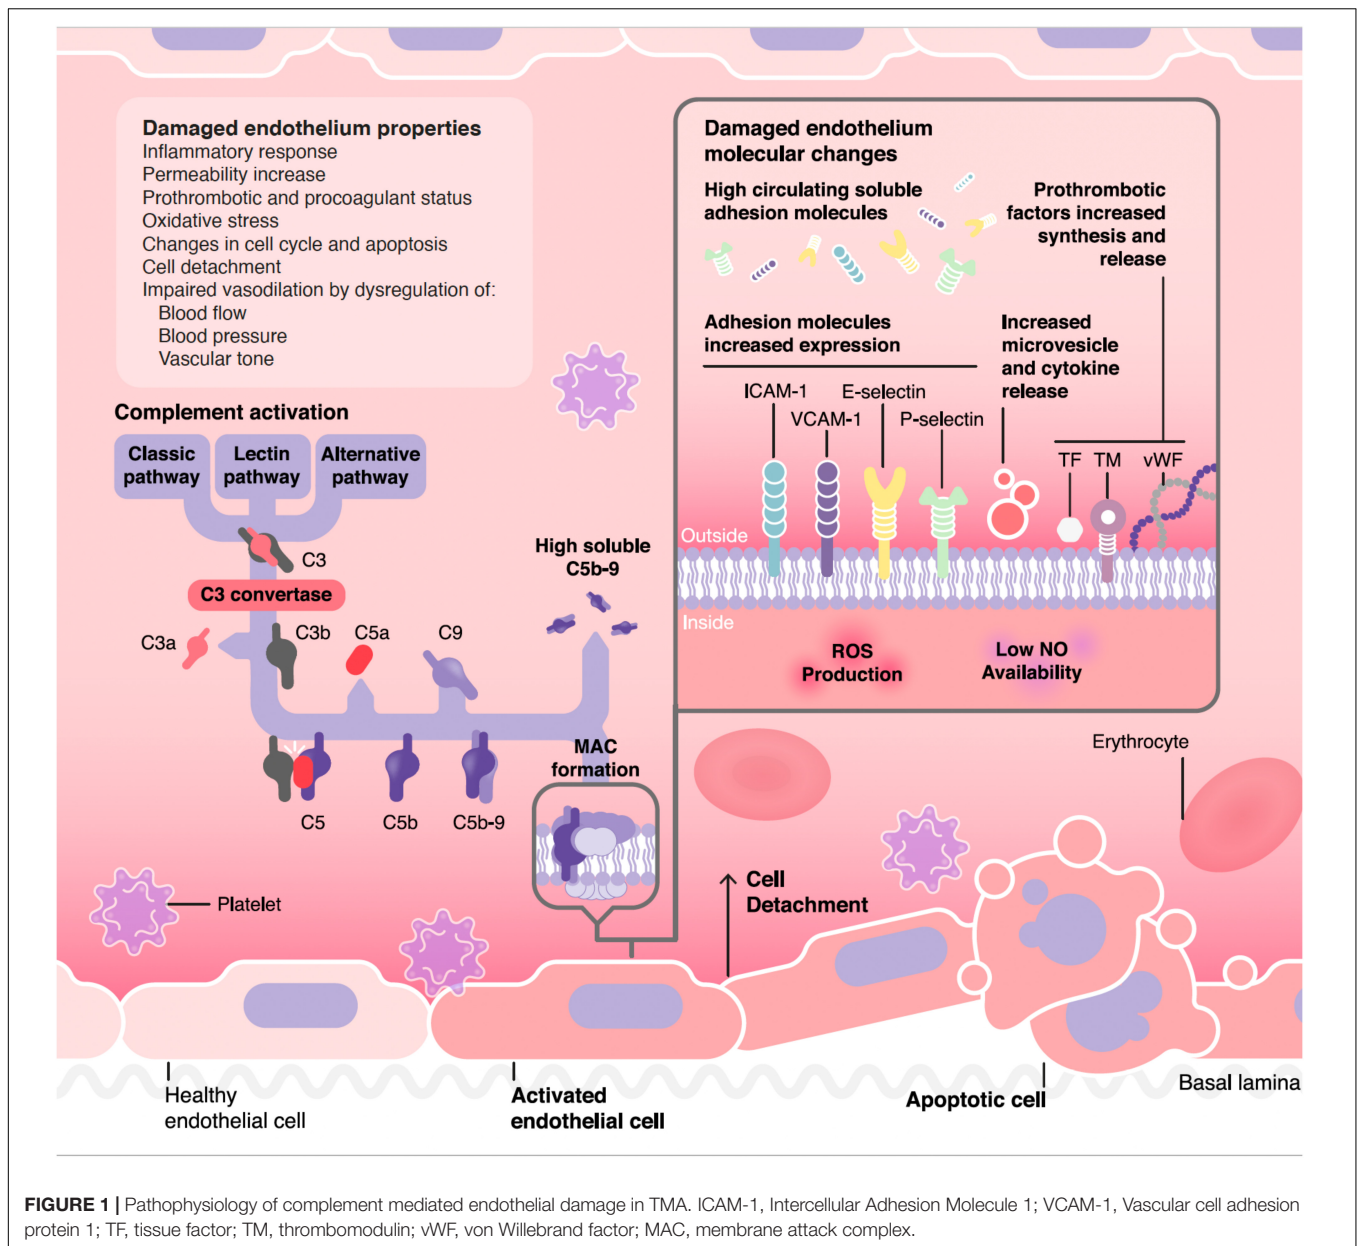 Damaged endothelium properties
Inflammatory response
Permeability increase
Prothrombotic and procoagulant status
Oxidative stress
Changes in cell cycle and apoptosis
Cell detachment
Impaired vasodilation by dysregulation of:
Blood flow
Blood pressure
Vascular tone
Complement activation
Classic
pathway
Lectin
pathway
Alternative
pathway
C3
C3 convertase
C3a
C3b
C5a
C9
C5
C5b
C5b-9
High soluble
C5b-9
MAC
formation
Platelet
Damaged endothelium
molecular changes
High circulating soluble
adhesion molecules
Prothrombotic
factors increased
synthesis and
release
Adhesion molecules
increased expression
Increased
microvesicle
and cytokine
release
ICAM-1
VCAM-1
E-selectin
P-selectin
TF
TM
vWF
Outside
Inside
ROS
Production
Low NO
Availability
Erythrocyte
Cell
Detachment
Healthy
endothelial cell
Activated
endothelial cell
Apoptotic cell
Basal lamina
FIGURE 1 | Pathophysiology of complement mediated endothelial damage in TMA. ICAM-1, Intercellular Adhesion Molecule 1; VCAM-1, Vascular cell adhesion
protein 1; TF, tissue factor; TM, thrombomodulin; vWF, von Willebrand factor; MAC, membrane attack complex.